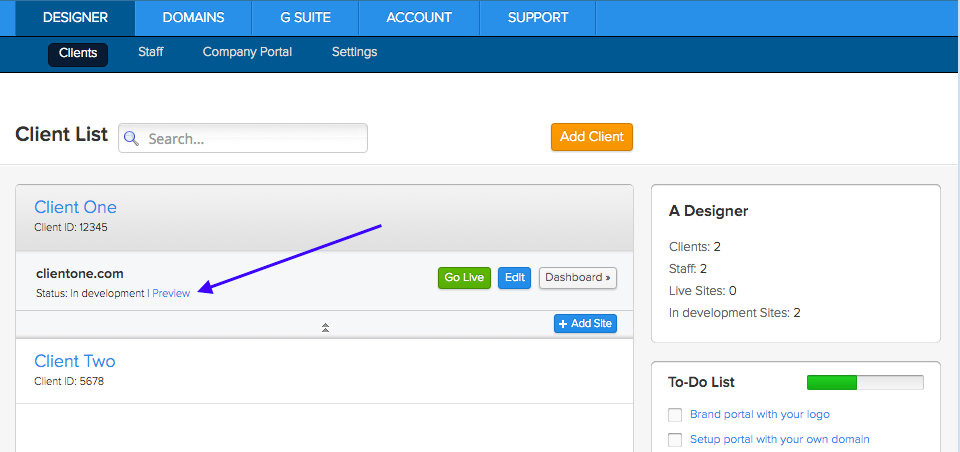 DESIGNER DOMAINS G SUITE ACCOUNT SUPPORT
Clients Staff Company Portal Settings
Client List Search... Add Client
Client One
Client ID: 12345
clientone.com
Status: In development | Preview
Go Live Edit Dashboard »
+ Add Site
Client Two
Client ID: 5678
A Designer
Clients: 2
Staff: 2
Live Sites: 0
In development Sites: 2
To-Do List
Brand portal with your logo
Setup portal with your own domain